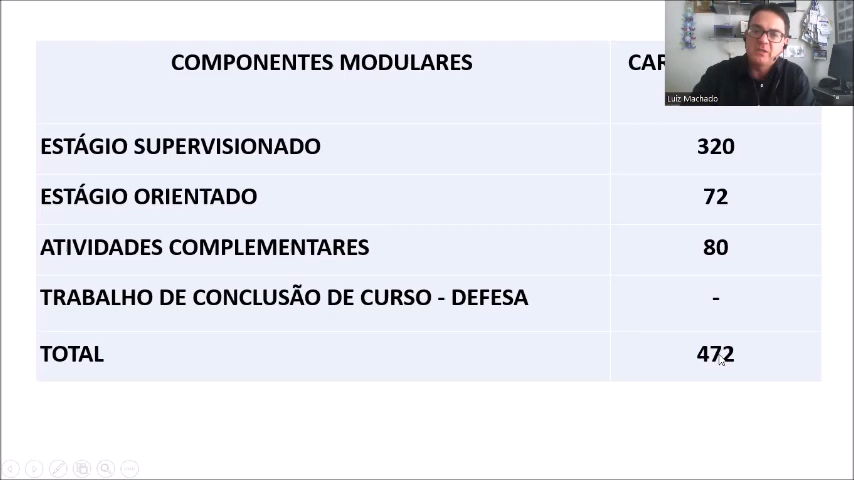 COMPONENTES MODULARES
CAR
Luiz Machado
ESTÁGIO SUPERVISIONADO
320
ESTÁGIO ORIENTADO
72
ATIVIDADES COMPLEMENTARES
80
TRABALHO DE CONCLUSÃO DE CURSO - DEFESA
-
TOTAL
472